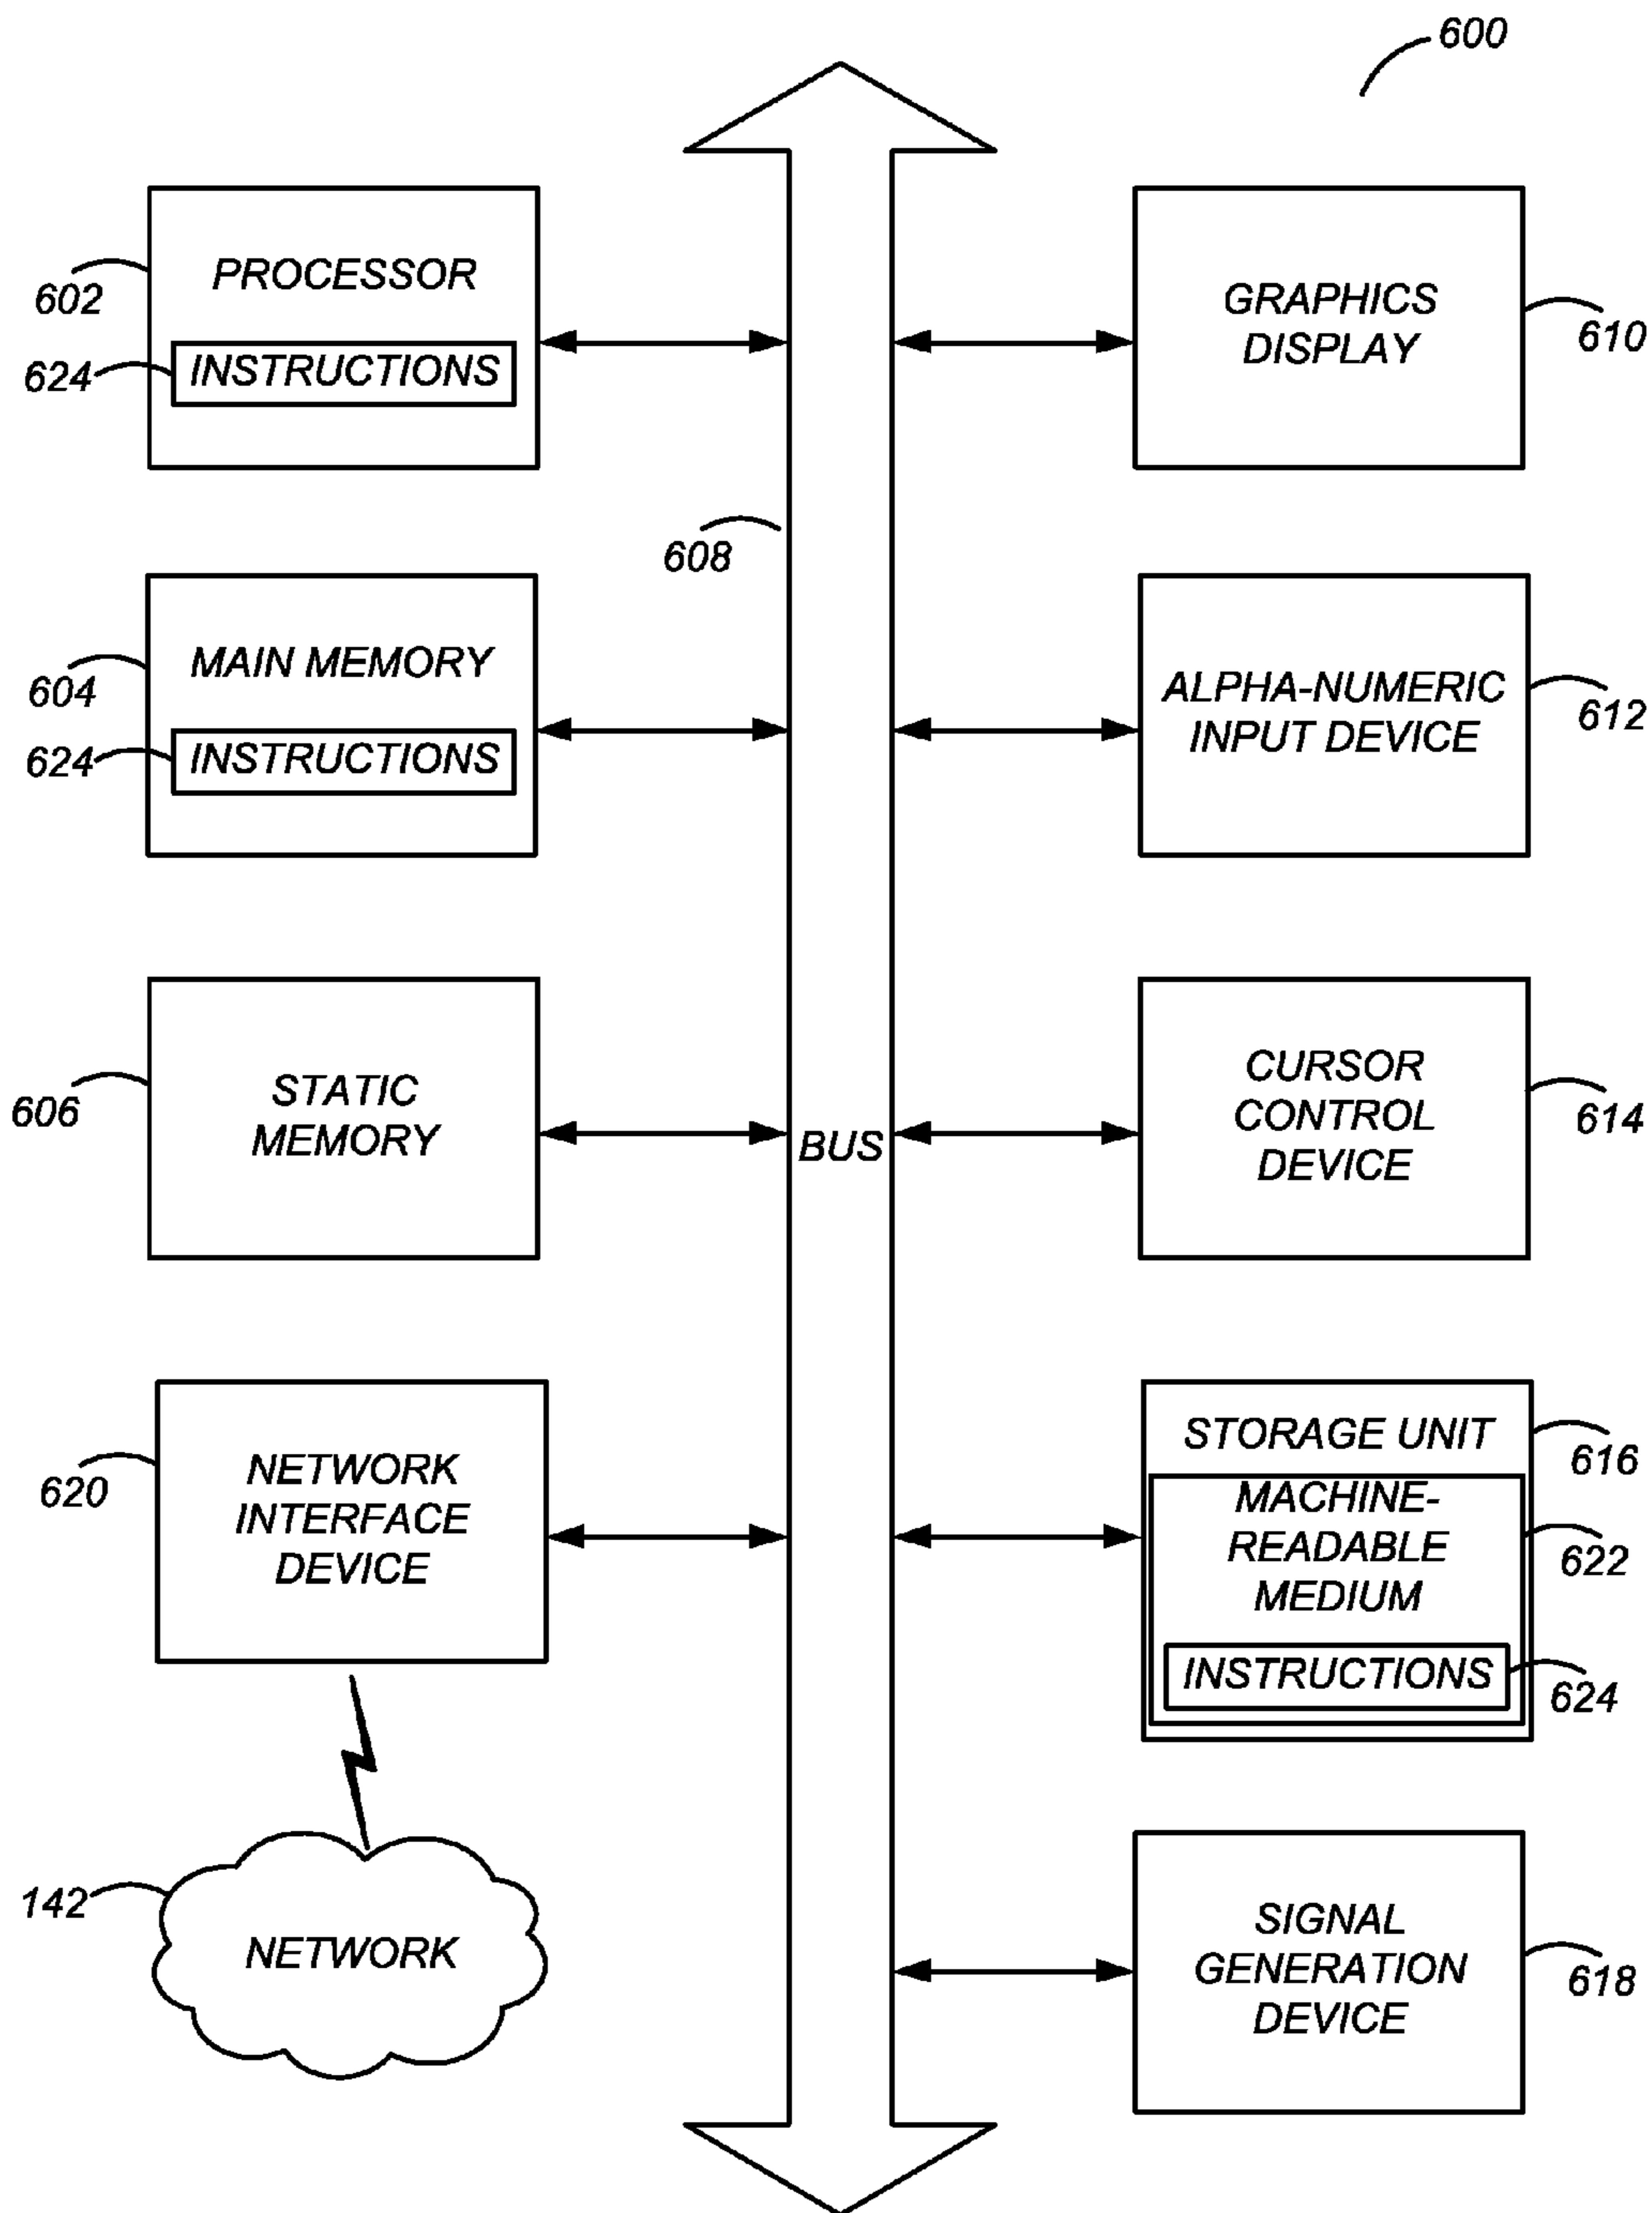 600
PROCESSOR
602
624
INSTRUCTIONS
GRAPHICS
DISPLAY
610
608
MAIN MEMORY
604
624
INSTRUCTIONS
ALPHA-NUMERIC
INPUT DEVICE
612
STATIC
MEMORY
606
BUS
CURSOR
CONTROL
DEVICE
614
NETWORK
INTERFACE
DEVICE
620
STORAGE UNIT
616
MACHINE-
READABLE
MEDIUM
622
INSTRUCTIONS
624
142
NETWORK
SIGNAL
GENERATION
DEVICE
618